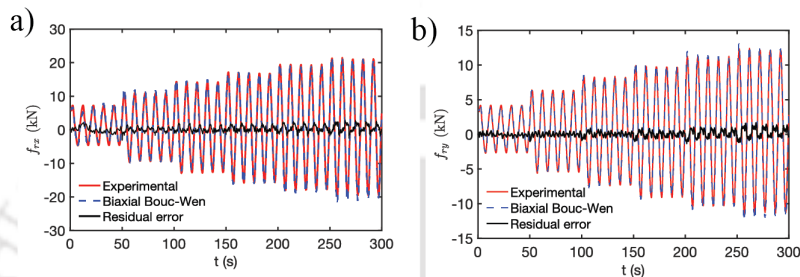 a)
30
20
10
0
-10
-20
-30
f_rx (kN)
Experimental
Biaxial Bouc-Wen
Residual error
0 50 100 150 200 250 300
t (s)
b)
15
10
5
0
-5
-10
-15
f_ry (kN)
Experimental
Biaxial Bouc-Wen
Residual error
0 50 100 150 200 250 300
t (s)